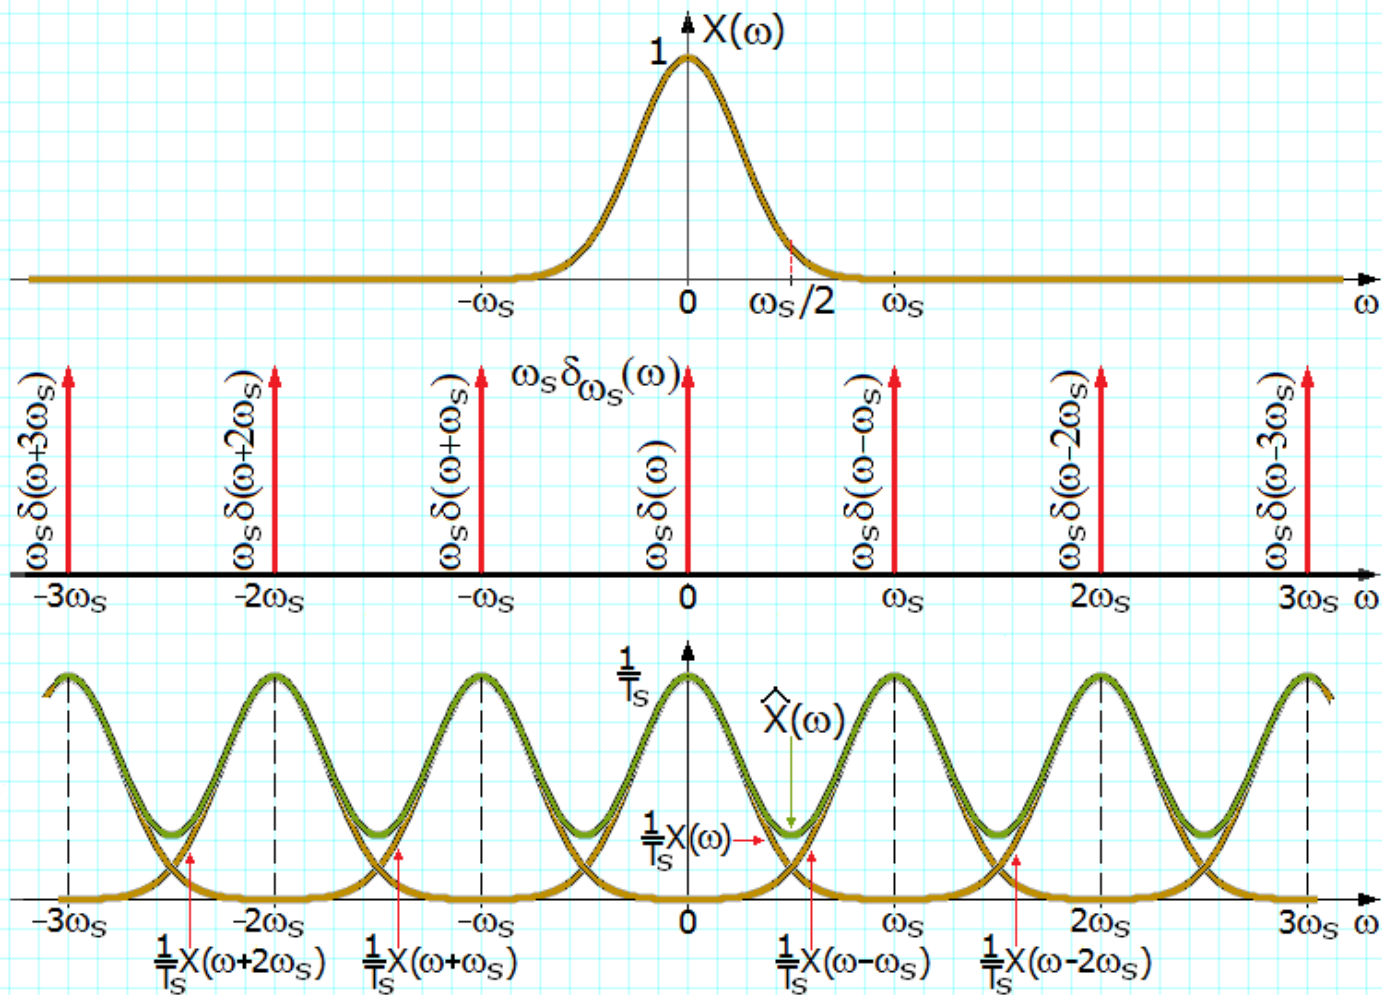 X(ω)
1
-ωs 0 ωs/2 ωs ω
ωsδωs(ω)
ωsδ(ω+3ωs)
ωsδ(ω+2ωs)
ωsδ(ω+ωs)
ωsδ(ω)
ωsδ(ω-ωs)
ωsδ(ω-2ωs)
ωsδ(ω-3ωs)
-3ωs -2ωs -ωs 0 ωs 2ωs 3ωs ω
1/Ts
X̂(ω)
1/Ts X(ω)
-3ωs -2ωs -ωs 0 ωs 2ωs 3ωs ω
1/Ts X(ω+2ωs) 1/Ts X(ω+ωs) 1/Ts X(ω-ωs) 1/Ts X(ω-2ωs)